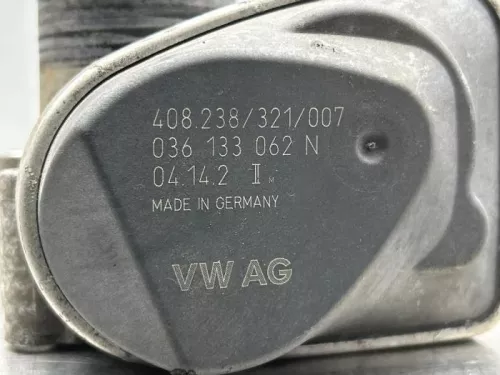 408.238/321/007
036 133 062 N
04.14.2 II M
MADE IN GERMANY
VW AG